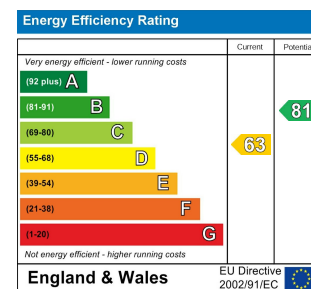 Energy Efficiency Rating
Current Potentia
Very energy efficient - lower running costs
(92 plus) A
(81-91) B
81
(69-80) C
63
(55-68) D
(39-54) E
(21-38) F
(1-20) G
Not energy efficient - higher running costs
England & Wales
EU Directive
2002/91/EC